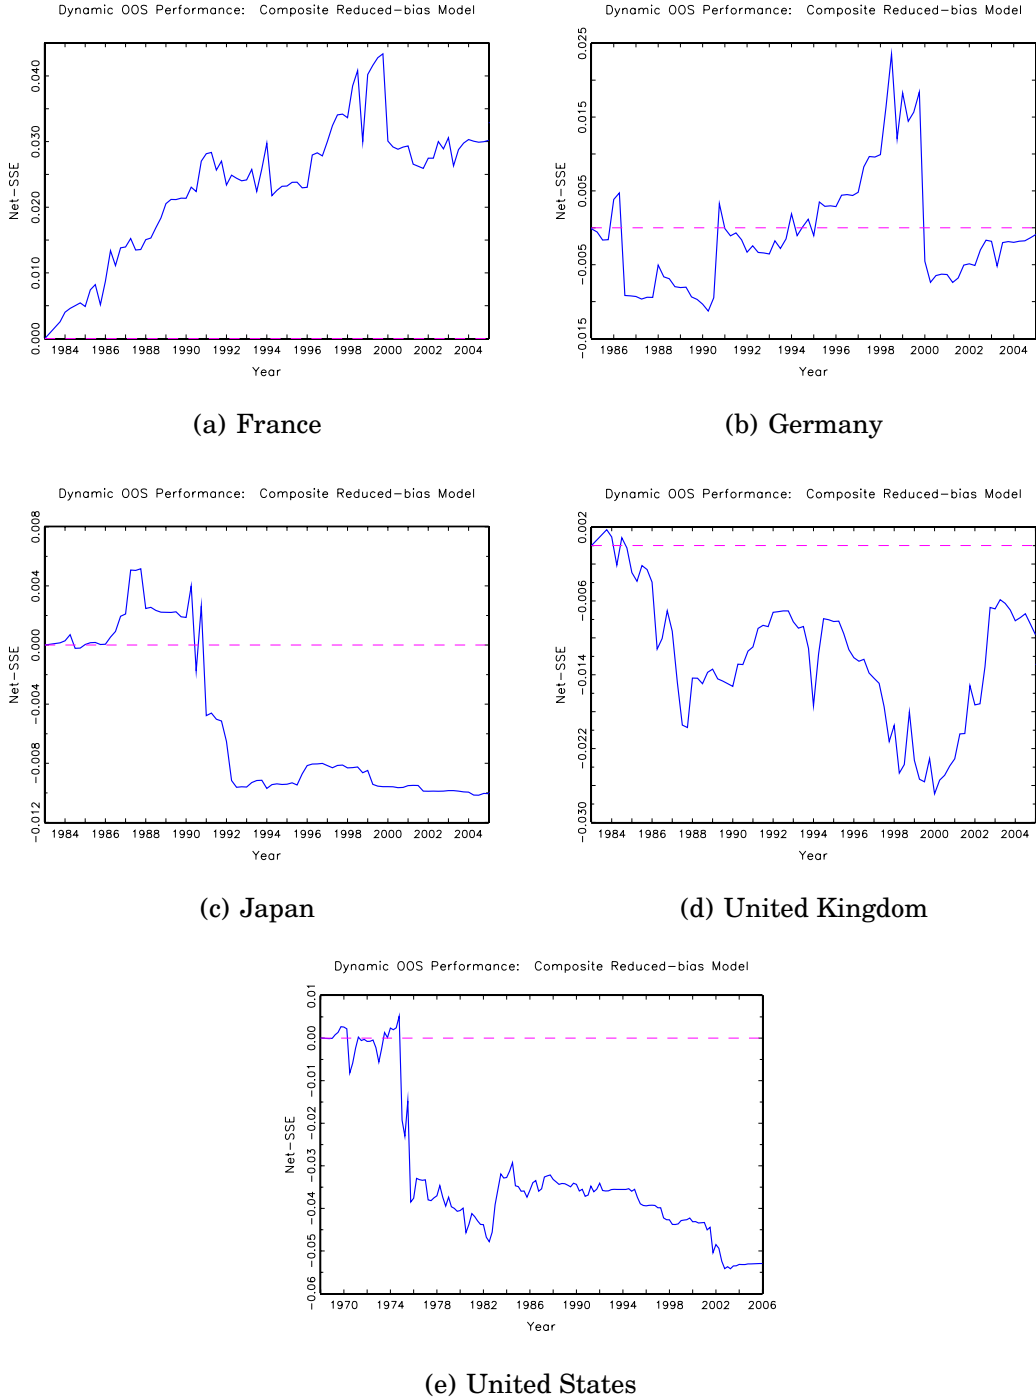 Dynamic OOS Performance: Composite Reduced-bias Model
Net-SSE
0.040
0.030
0.020
0.010
0.000
1984 1986 1988 1990 1992 1994 1996 1998 2000 2002 2004
Year
(a) France
Dynamic OOS Performance: Composite Reduced-bias Model
Net-SSE
0.025
0.015
0.005
-0.005
-0.015
1986 1988 1990 1992 1994 1996 1998 2000 2002 2004
Year
(b) Germany
Dynamic OOS Performance: Composite Reduced-bias Model
Net-SSE
0.008
0.004
0.000
-0.004
-0.008
-0.012
1984 1986 1988 1990 1992 1994 1996 1998 2000 2002 2004
Year
(c) Japan
Dynamic OOS Performance: Composite Reduced-bias Model
Net-SSE
0.002
-0.006
-0.014
-0.022
-0.030
1984 1986 1988 1990 1992 1994 1996 1998 2000 2002 2004
Year
(d) United Kingdom
Dynamic OOS Performance: Composite Reduced-bias Model
Net-SSE
0.01
0.00
-0.01
-0.02
-0.03
-0.04
-0.05
-0.06
1970 1974 1978 1982 1986 1990 1994 1998 2002 2006
Year
(e) United States